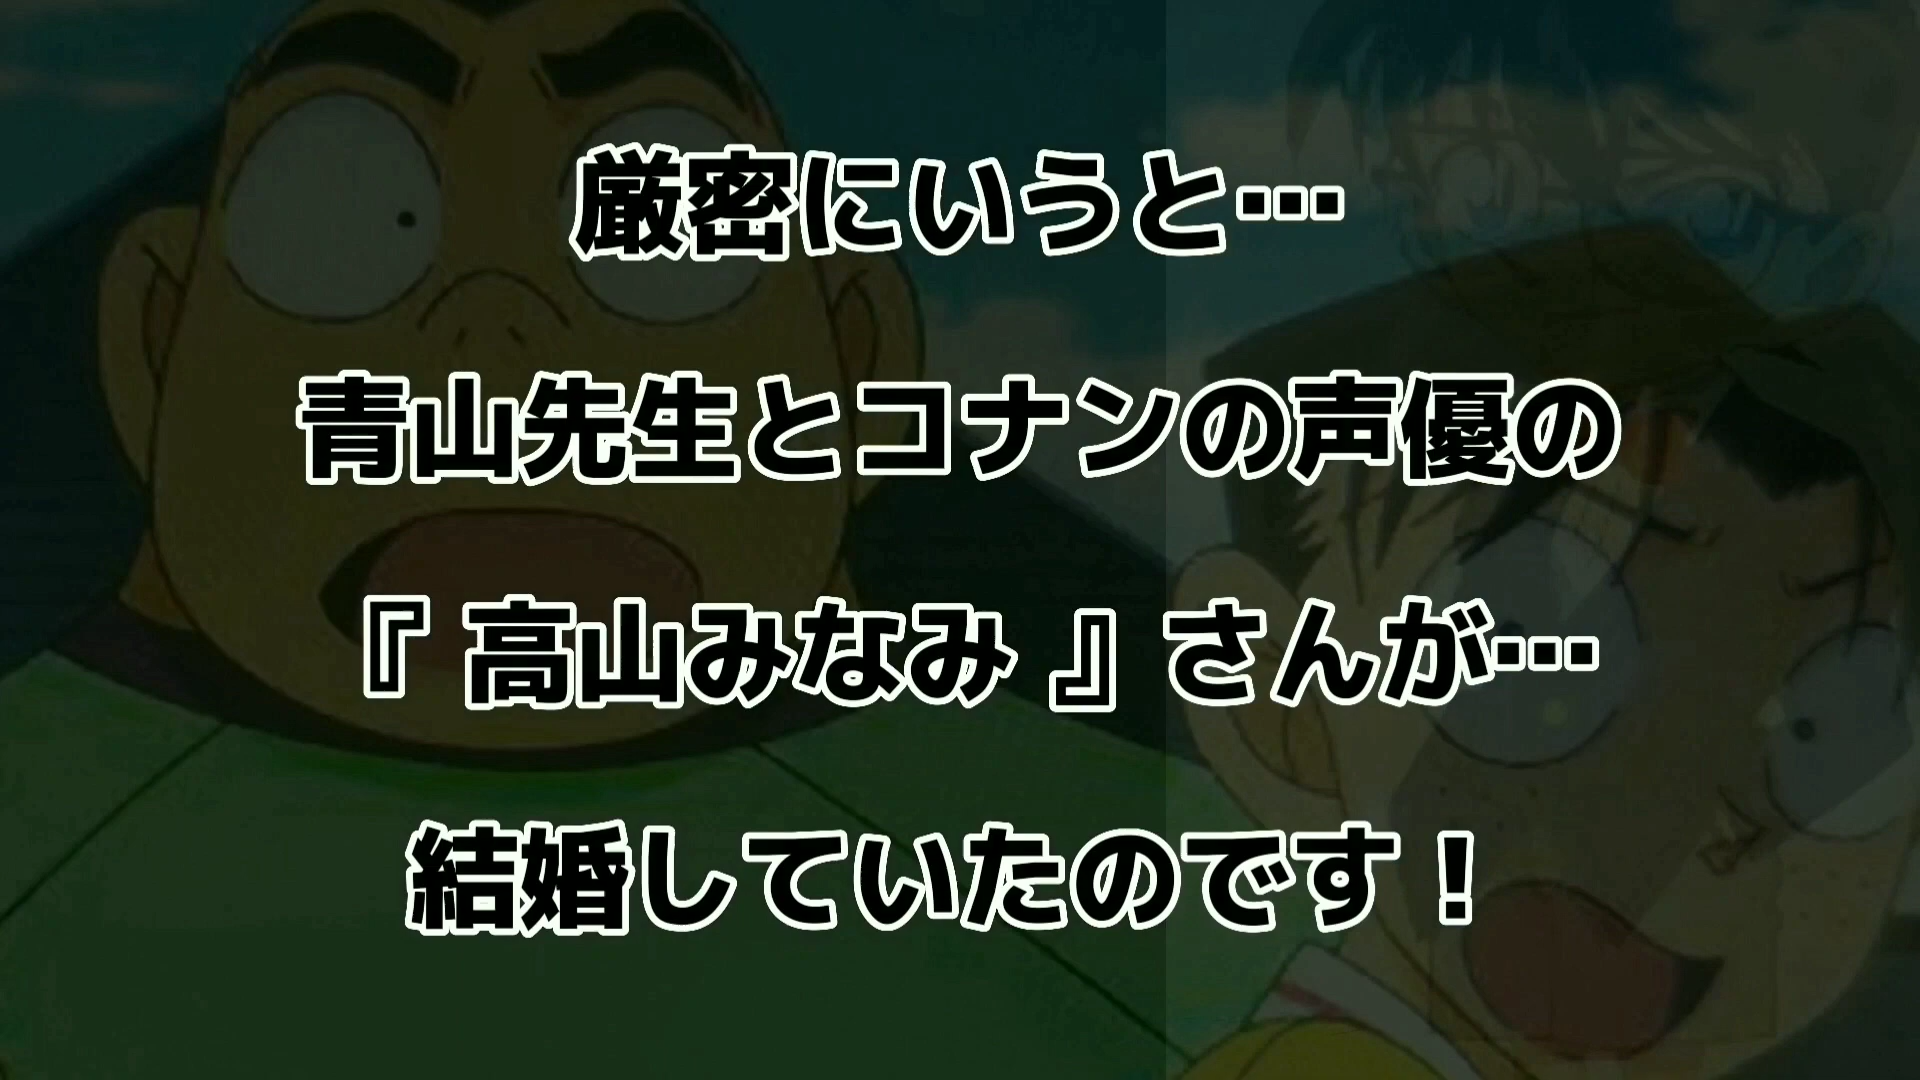 厳密にいうと…
青山先生とコナンの声優の
『 高山みなみ 』さんが…
結婚していたのです！